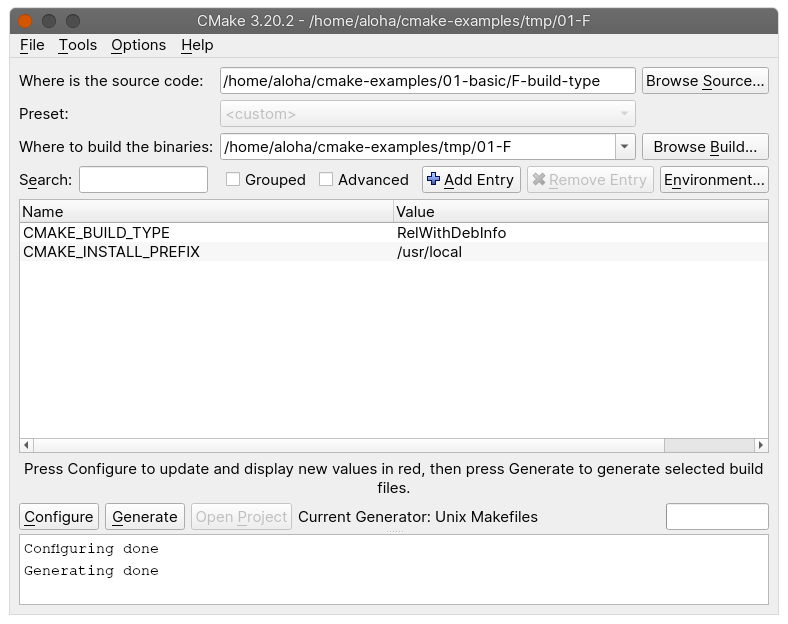 CMake 3.20.2 - /home/aloha/cmake-examples/tmp/01-F
File Tools Options Help
Where is the source code: /home/aloha/cmake-examples/01-basic/F-build-type Browse Source...
Preset: <custom>
Where to build the binaries: /home/aloha/cmake-examples/tmp/01-F Browse Build...
Search: Grouped Advanced Add Entry Remove Entry Environment...
Name Value
CMAKE_BUILD_TYPE RelWithDebInfo
CMAKE_INSTALL_PREFIX /usr/local
Press Configure to update and display new values in red, then press Generate to generate selected build
files.
Configure Generate Open Project Current Generator: Unix Makefiles
Configuring done
Generating done